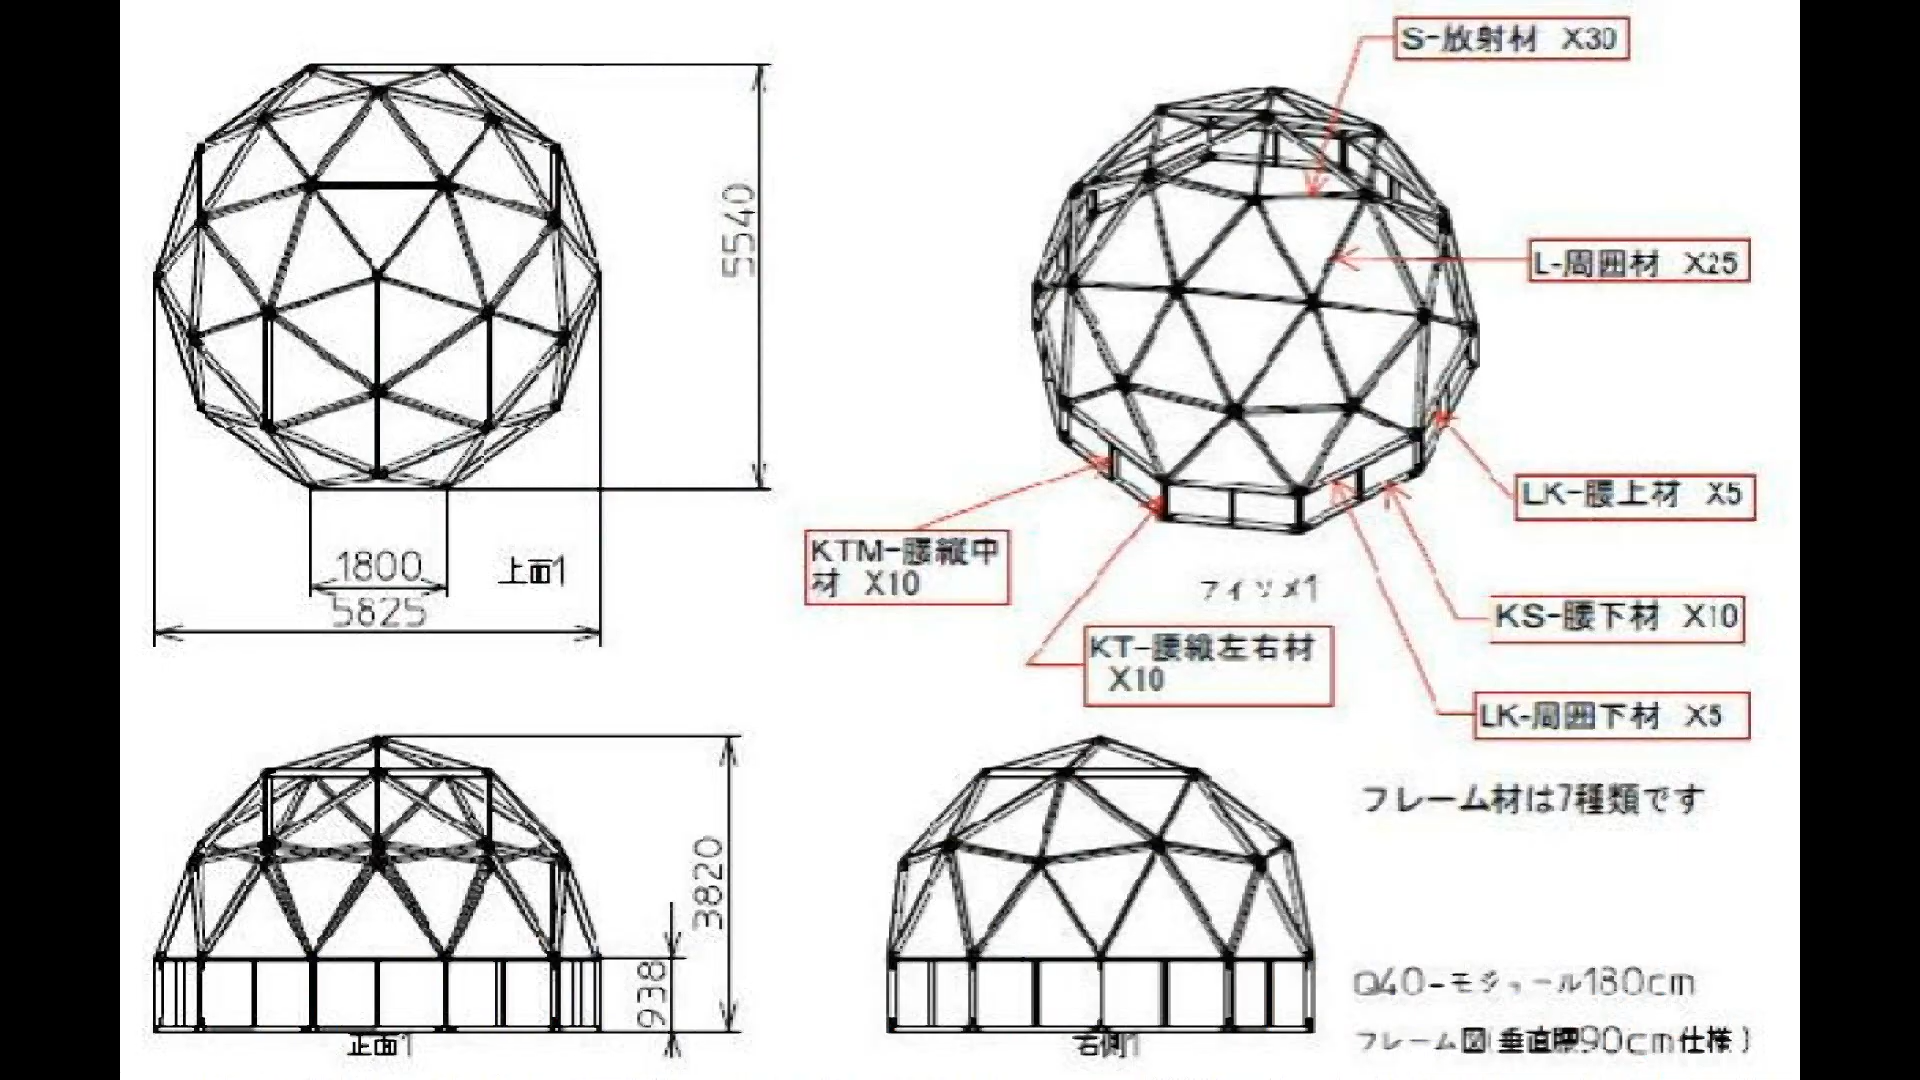 S-放射材 X30
L-周囲材 X25
5540
LK-腰上材 X5
KTM-腰縦中
材 X10
1800
上面1
アイソメ1
5825
KS-腰下材 X10
KT-腰縦左右材
X10
LK-周囲下材 X5
フレーム材は7種類です
3820
938
Q40-モジュール180cm
正面1
右側1
フレーム図(垂直腰90cm仕様)